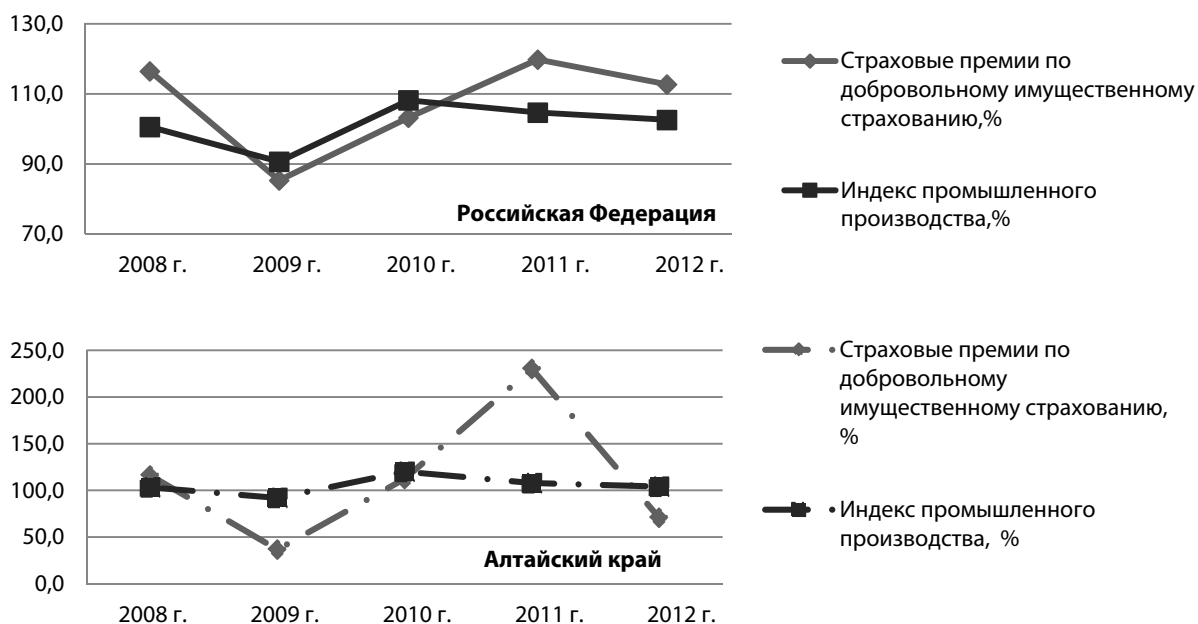 130,0
110,0
90,0
70,0
Российская Федерация
2008 г. 2009 г. 2010 г. 2011 г. 2012 г.
Страховые премии по
добровольному имущественному
страхованию,%
Индекс промышленного
производства,%
250,0
200,0
150,0
100,0
50,0
0,0
Алтайский край
2008 г. 2009 г. 2010 г. 2011 г. 2012 г.
Страховые премии по
добровольному
имущественному страхованию,
%
Индекс промышленного
производства, %